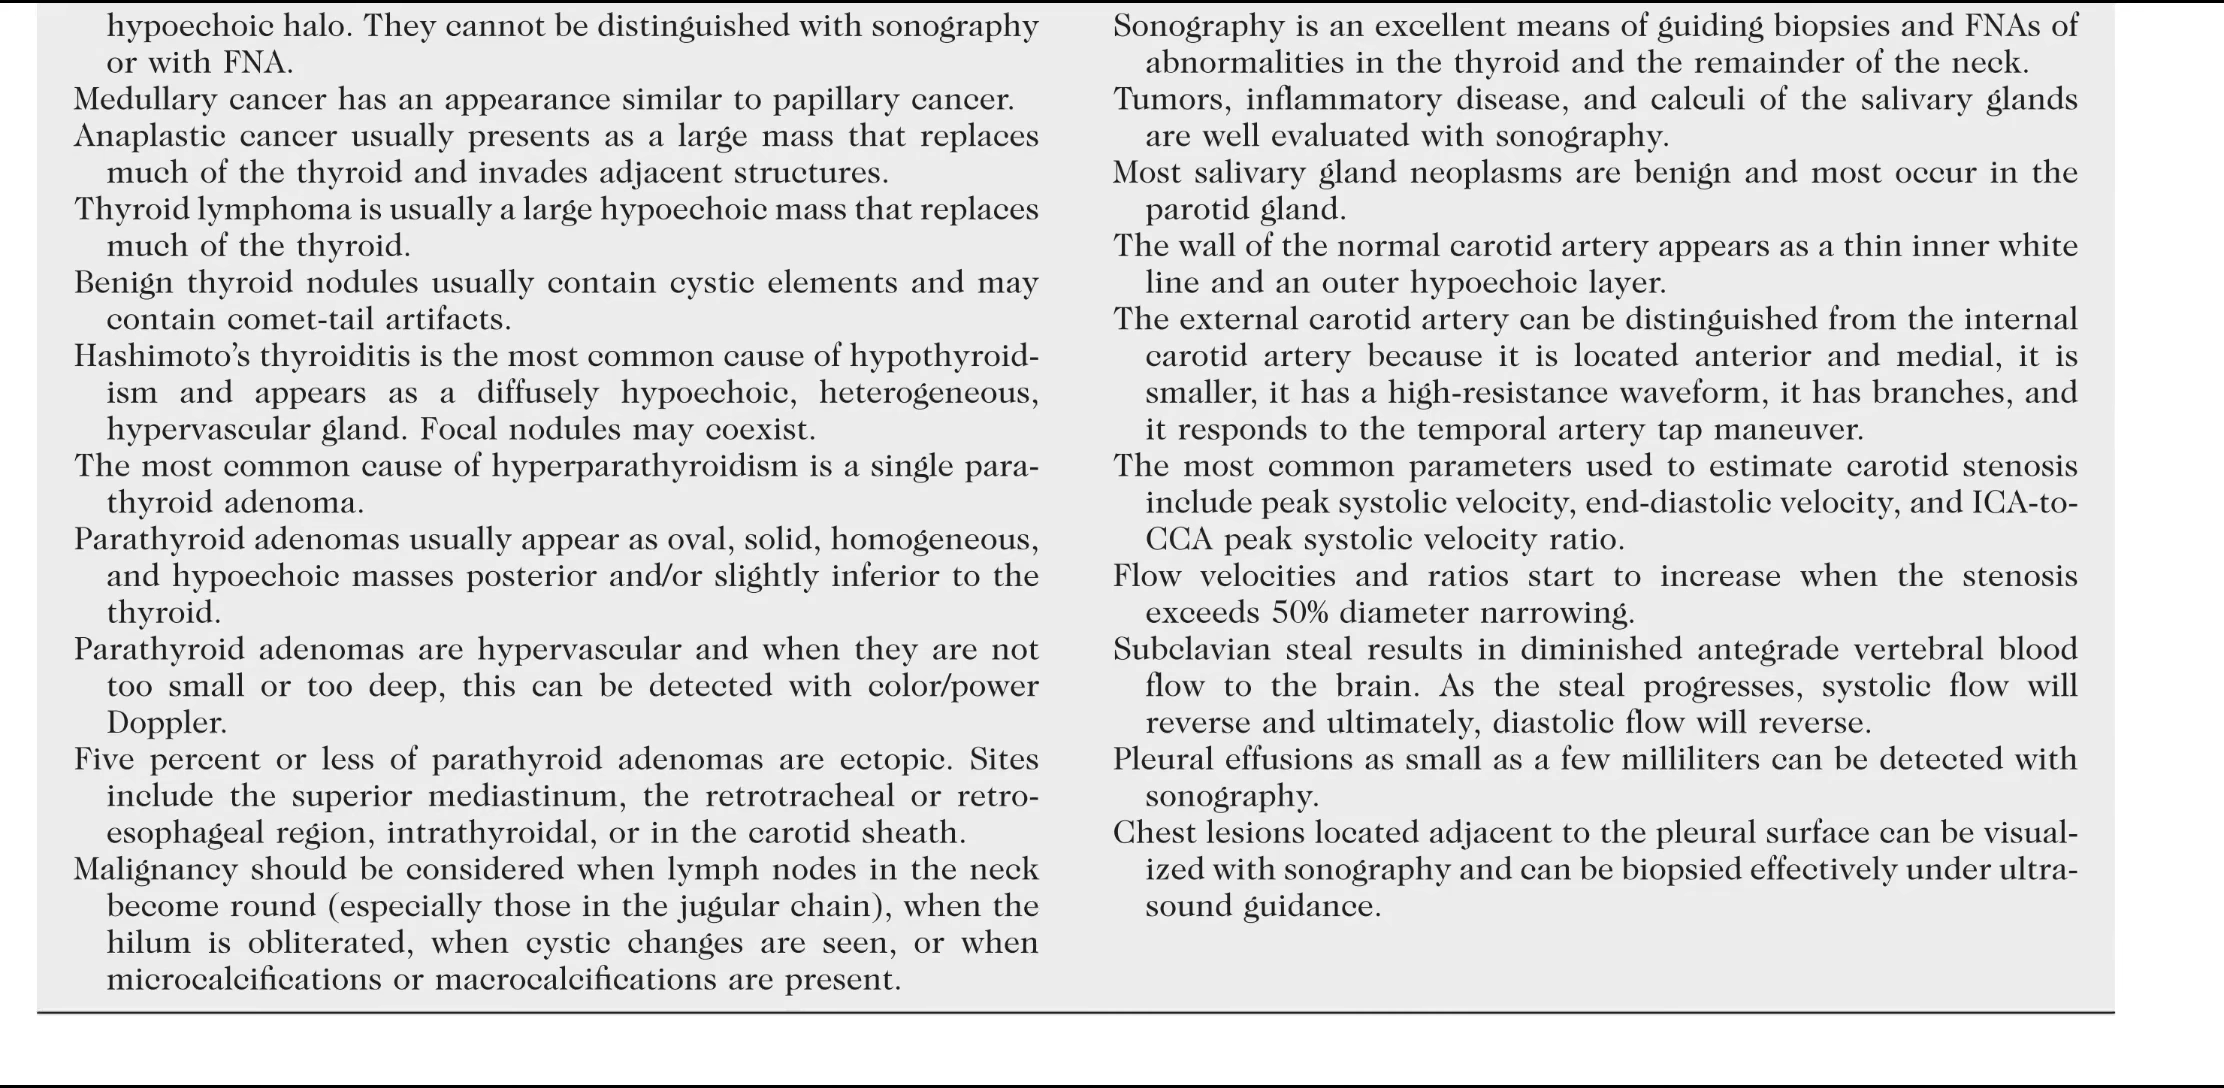 hypoechoic halo. They cannot be distinguished with sonography
or with FNA.
Medullary cancer has an appearance similar to papillary cancer.
Anaplastic cancer usually presents as a large mass that replaces
much of the thyroid and invades adjacent structures.
Thyroid lymphoma is usually a large hypoechoic mass that replaces
much of the thyroid.
Benign thyroid nodules usually contain cystic elements and may
contain comet-tail artifacts.
Hashimoto’s thyroiditis is the most common cause of hypothyroid-
ism and appears as a diffusely hypoechoic, heterogeneous,
hypervascular gland. Focal nodules may coexist.
The most common cause of hyperparathyroidism is a single para-
thyroid adenoma.
Parathyroid adenomas usually appear as oval, solid, homogeneous,
and hypoechoic masses posterior and/or slightly inferior to the
thyroid.
Parathyroid adenomas are hypervascular and when they are not
too small or too deep, this can be detected with color/power
Doppler.
Five percent or less of parathyroid adenomas are ectopic. Sites
include the superior mediastinum, the retrotracheal or retro-
esophageal region, intrathyroidal, or in the carotid sheath.
Malignancy should be considered when lymph nodes in the neck
become round (especially those in the jugular chain), when the
hilum is obliterated, when cystic changes are seen, or when
microcalcifications or macrocalcifications are present.
Sonography is an excellent means of guiding biopsies and FNAs of
abnormalities in the thyroid and the remainder of the neck.
Tumors, inflammatory disease, and calculi of the salivary glands
are well evaluated with sonography.
Most salivary gland neoplasms are benign and most occur in the
parotid gland.
The wall of the normal carotid artery appears as a thin inner white
line and an outer hypoechoic layer.
The external carotid artery can be distinguished from the internal
carotid artery because it is located anterior and medial, it is
smaller, it has a high-resistance waveform, it has branches, and
it responds to the temporal artery tap maneuver.
The most common parameters used to estimate carotid stenosis
include peak systolic velocity, end-diastolic velocity, and ICA-to-
CCA peak systolic velocity ratio.
Flow velocities and ratios start to increase when the stenosis
exceeds 50% diameter narrowing.
Subclavian steal results in diminished antegrade vertebral blood
flow to the brain. As the steal progresses, systolic flow will
reverse and ultimately, diastolic flow will reverse.
Pleural effusions as small as a few milliliters can be detected with
sonography.
Chest lesions located adjacent to the pleural surface can be visual-
ized with sonography and can be biopsied effectively under ultra-
sound guidance.